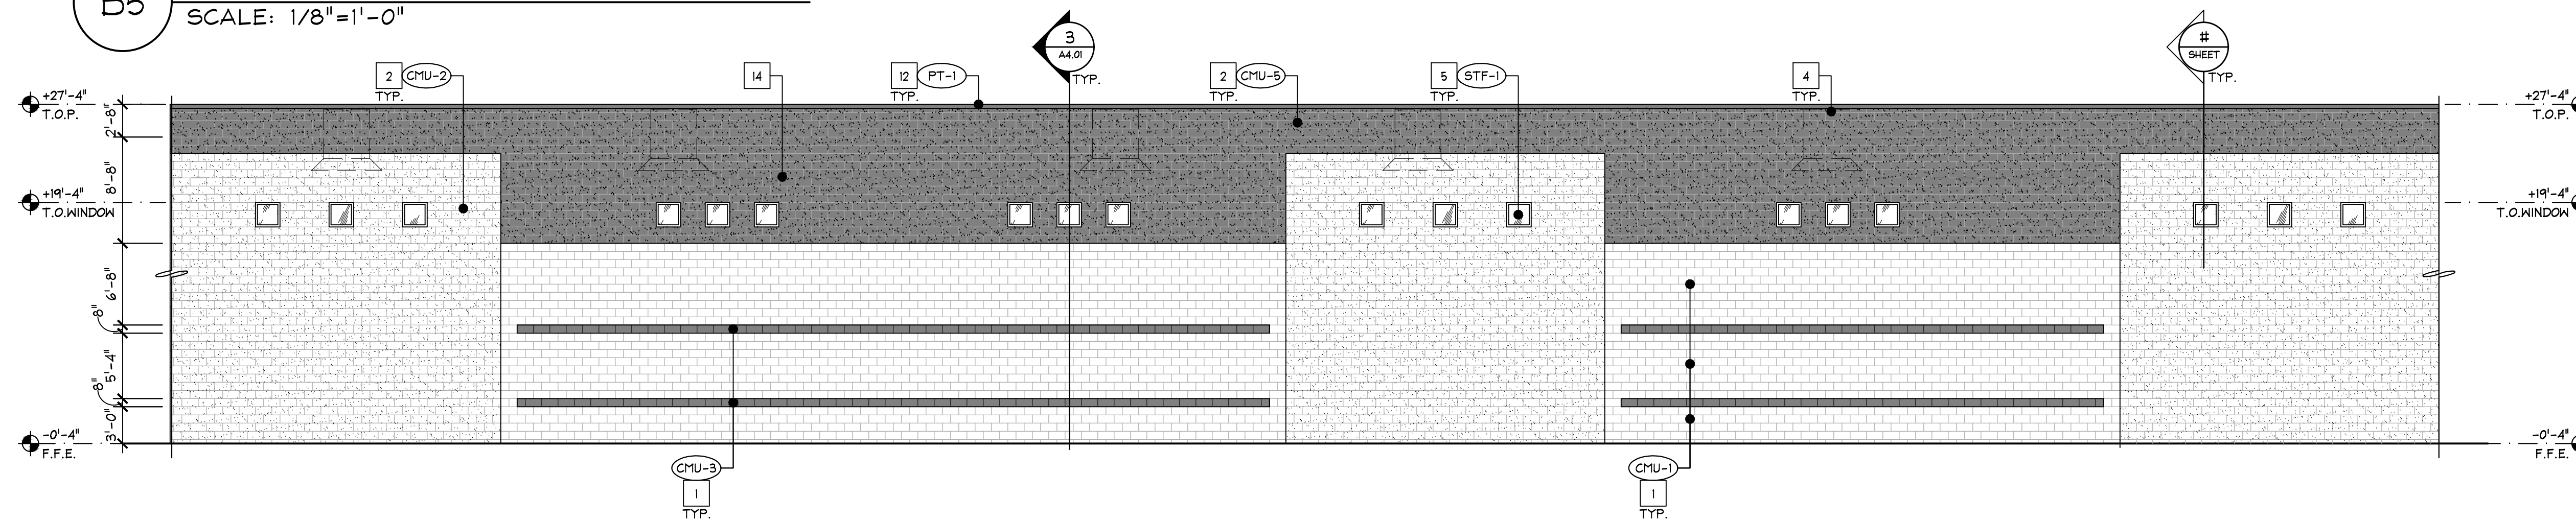 D5
SCALE: 1/8"=1'-0"
3
A4.01
TYP.
#
SHEET
TYP.
2 CMU-2
TYP.
14
12 PT-1
TYP.
2 CMU-5
TYP.
5 STF-1
TYP.
4
TYP.
+27'-4"
T.O.P.
2'-8"
8'-8"
+19'-4"
T.O.WINDOW
6'-8"
8"
5'-4"
8"
3'-0"
-0'-4"
F.F.E.
+27'-4"
T.O.P.
+19'-4"
T.O.WINDOW
-0'-4"
F.F.E.
CMU-3
1
TYP.
CMU-1
1
TYP.